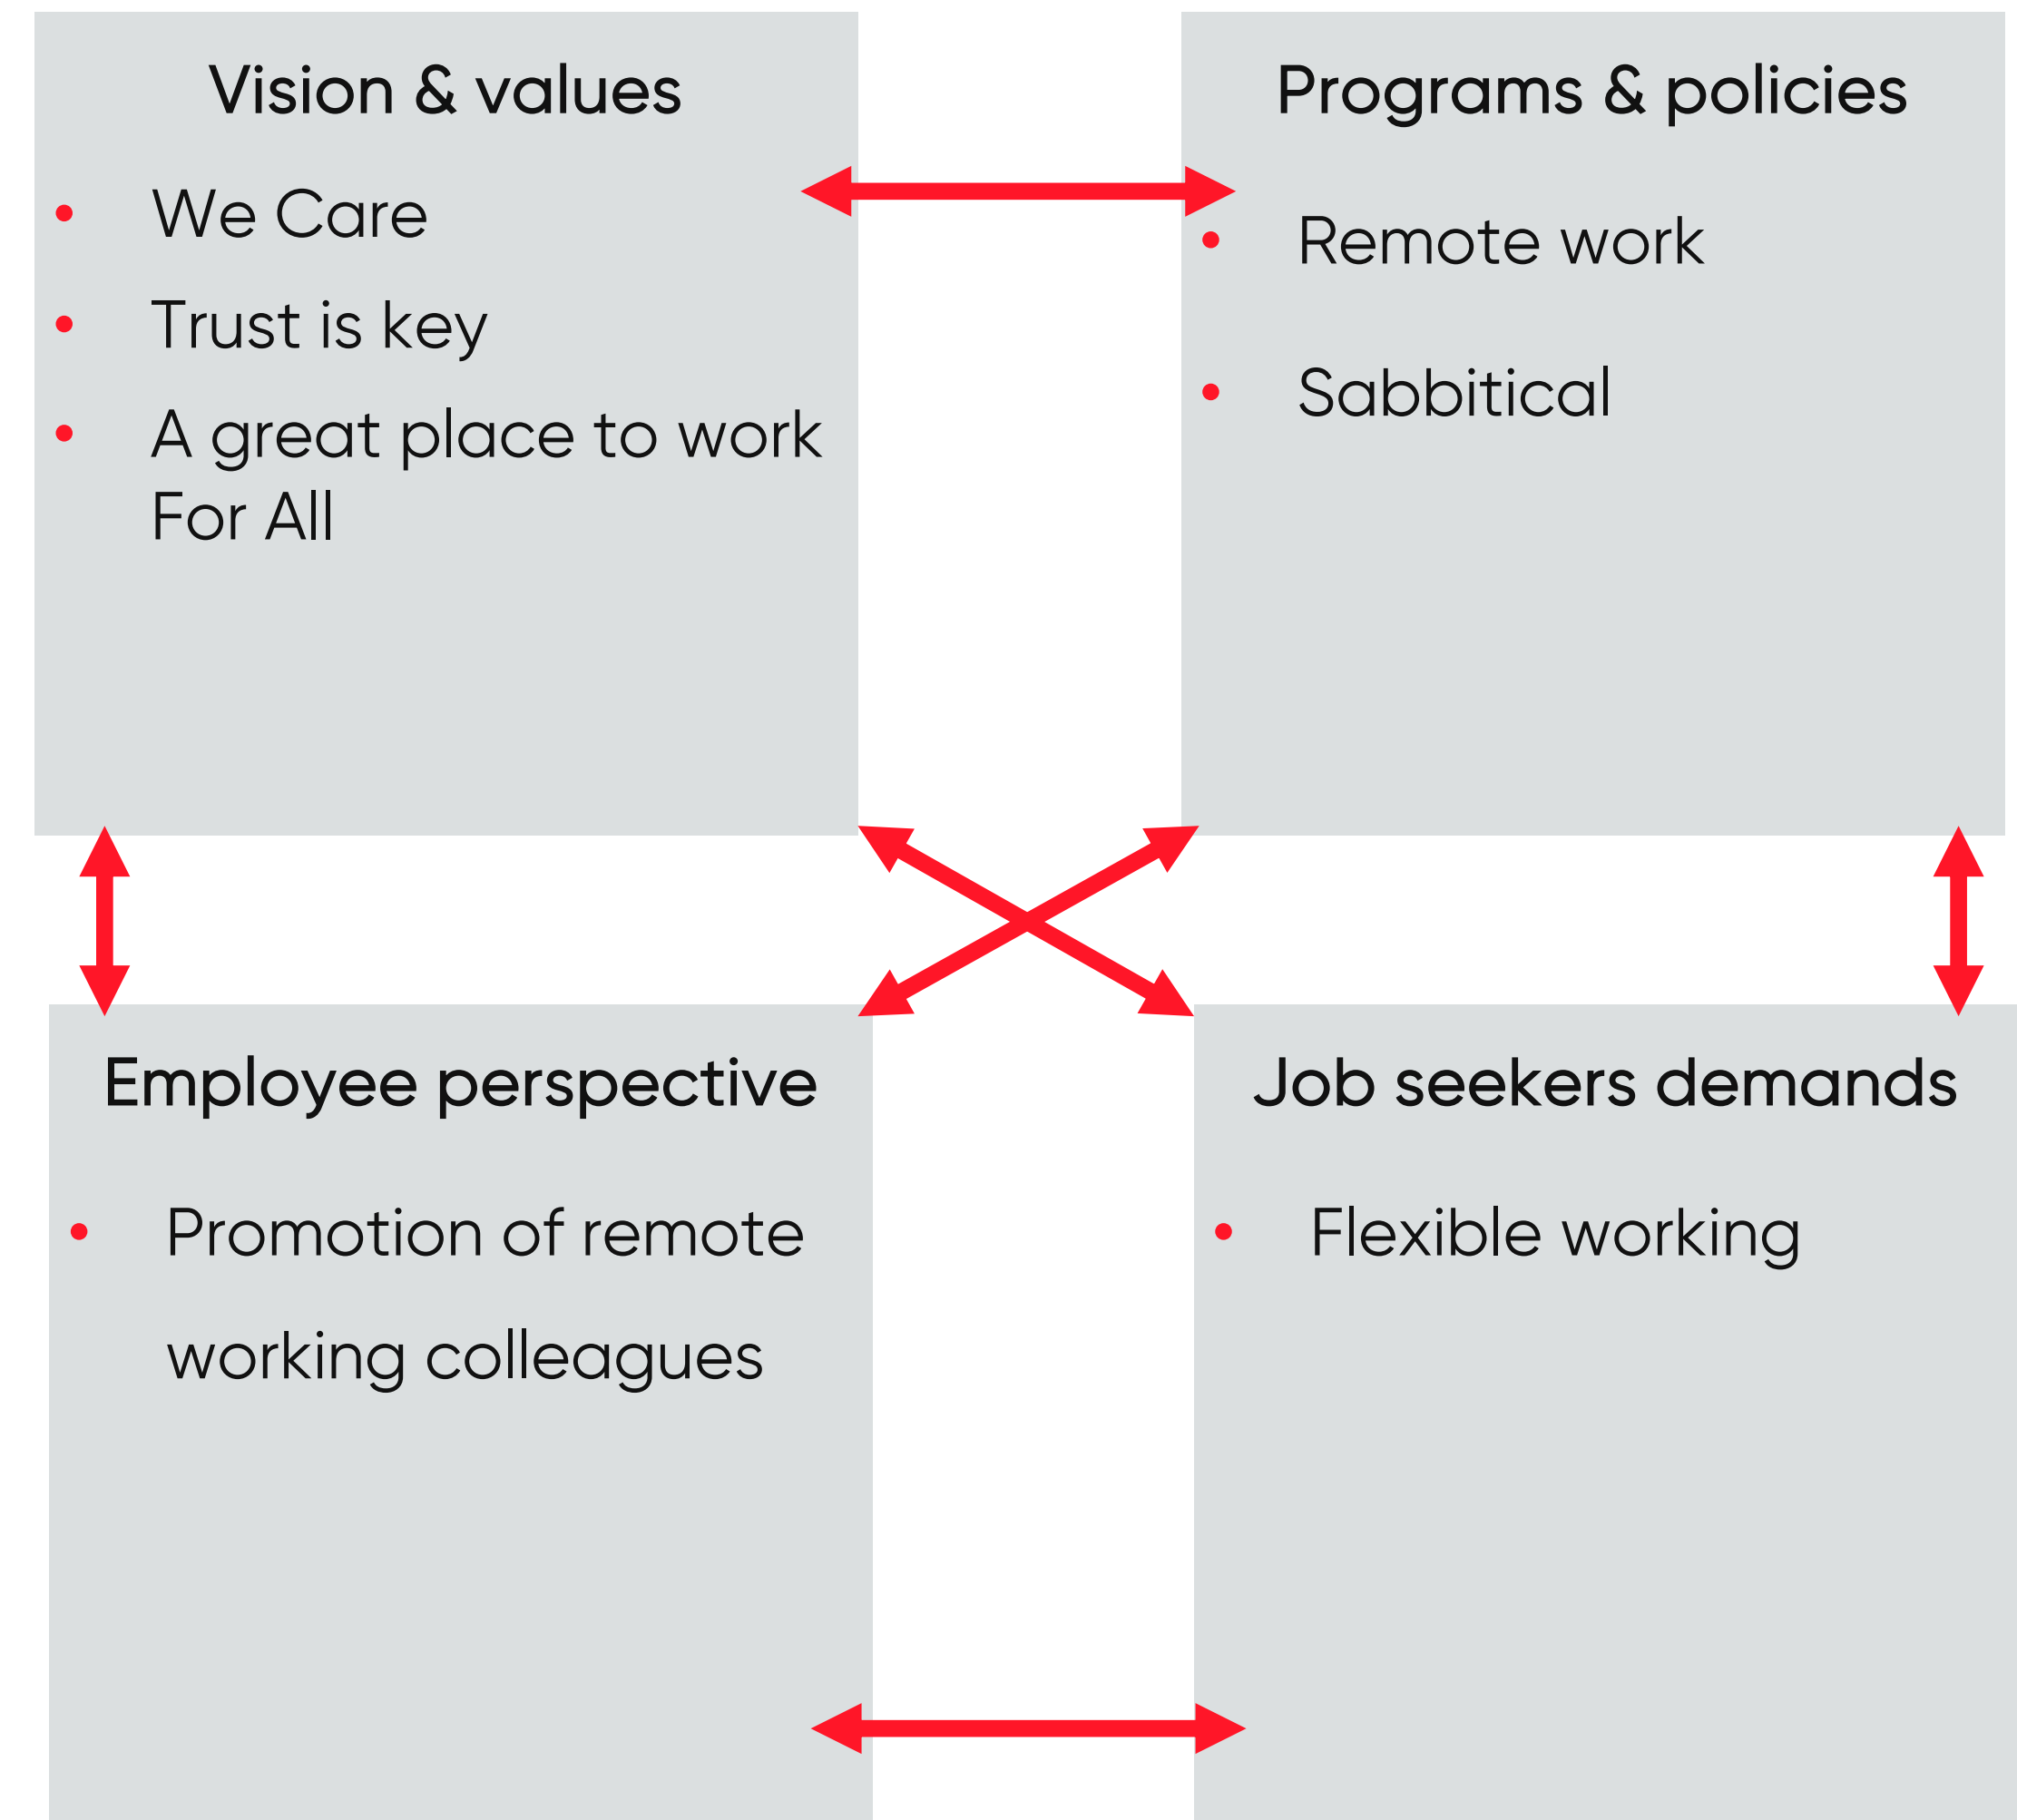 Vision & values
• We Care
• Trust is key
• A great place to work
For All
Programs & policies
• Remote work
• Sabbitical
Employee perspective
• Promotion of remote
working colleagues
Job seekers demands
• Flexible working